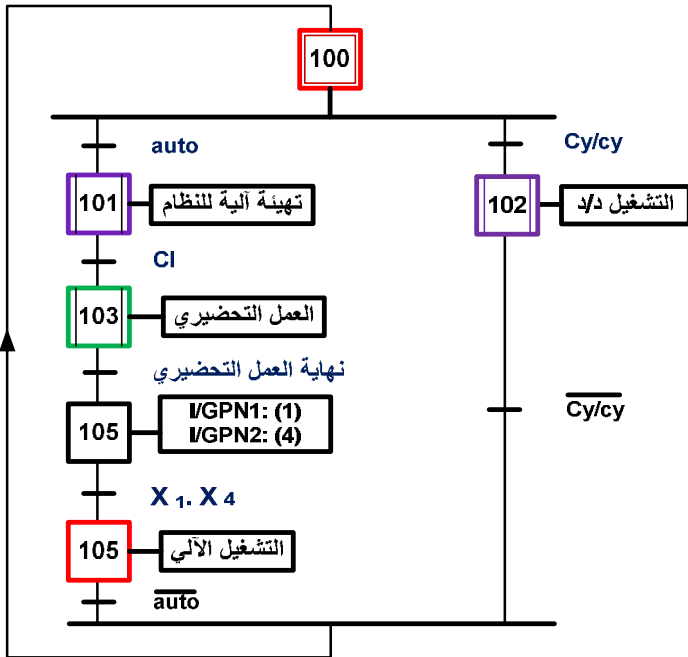 100
auto
Cy/cy
101
تهيئة آلية للنظام
102
التشغيل د/د
CI
103
العمل التحضيري
نهاية العمل التحضيري
105
I/GPN1: (1)
I/GPN2: (4)
Cy/cy
X 1. X 4
105
التشغيل الآلي
auto